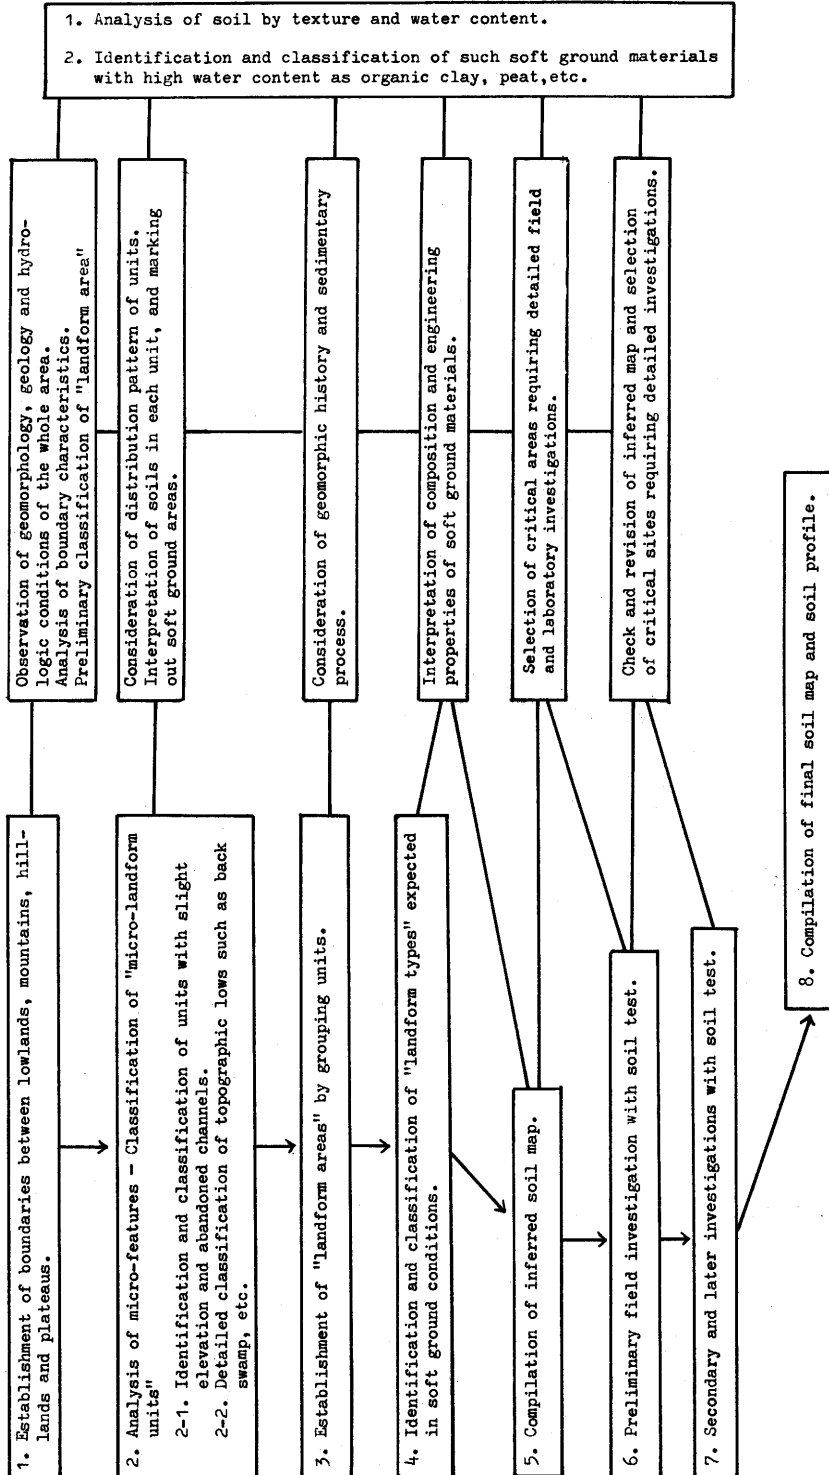 1. Analysis of soil by texture and water content.
2. Identification and classification of such soft ground materials
with high water content as organic clay, peat,etc.
Observation of geomorphology, geology and hydro-
logic conditions of the whole area.
Analysis of boundary characteristics.
Preliminary classification of "landform area"
Consideration of distribution pattern of units.
Interpretation of soils in each unit, and marking
out soft ground areas.
Consideration of geomorphic history and sedimentary
process.
Interpretation of composition and engineering
properties of soft ground materials.
Selection of critical areas requiring detailed field
and laboratory investigations.
Check and revision of inferred map and selection
of critical sites requiring detailed investigations.
1. Establishment of boundaries between lowlands, mountains, hill-
lands and plateaus.
2. Analysis of micro-features - Classification of "micro-landform
units"
2-1. Identification and classification of units with slight
elevation and abandoned channels.
2-2. Detailed classification of topographic lows such as back
swamp, etc.
3. Establishment of "landform areas" by grouping units.
4. Identification and classification of "landform types" expected
in soft ground conditions.
5. Compilation of inferred soil map.
6. Preliminary field investigation with soil test.
7. Secondary and later investigations with soil test.
8. Compilation of final soil map and soil profile.